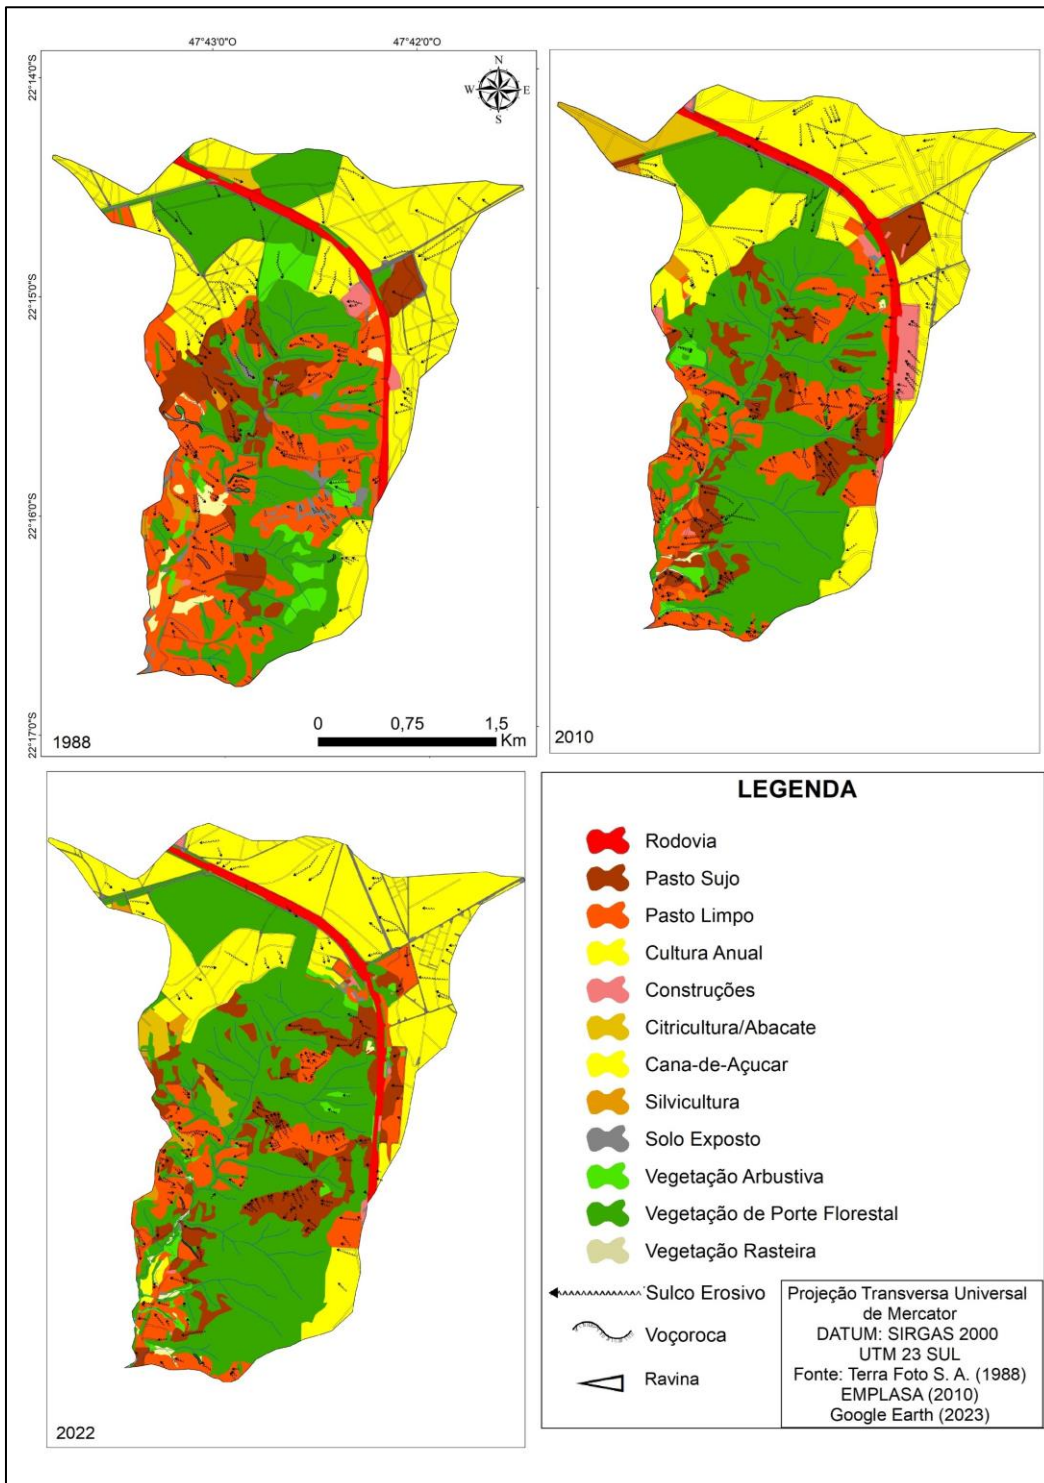 47°43'0"O
47°42'0"O
22°14'0"S
22°15'0"S
22°16'0"S
22°17'0"S
N
W
E
S
0
0,75
1,5
Km
1988
2010
2022
LEGENDA
Rodovia
Pasto Sujo
Pasto Limpo
Cultura Anual
Construções
Citricultura/Abacate
Cana-de-Açucar
Silvicultura
Solo Exposto
Vegetação Arbustiva
Vegetação de Porte Florestal
Vegetação Rasteira
Sulco Erosivo
Voçoroca
Ravina
Projeção Transversa Universal
de Mercator
DATUM: SIRGAS 2000
UTM 23 SUL
Fonte: Terra Foto S. A. (1988)
EMPLASA (2010)
Google Earth (2023)